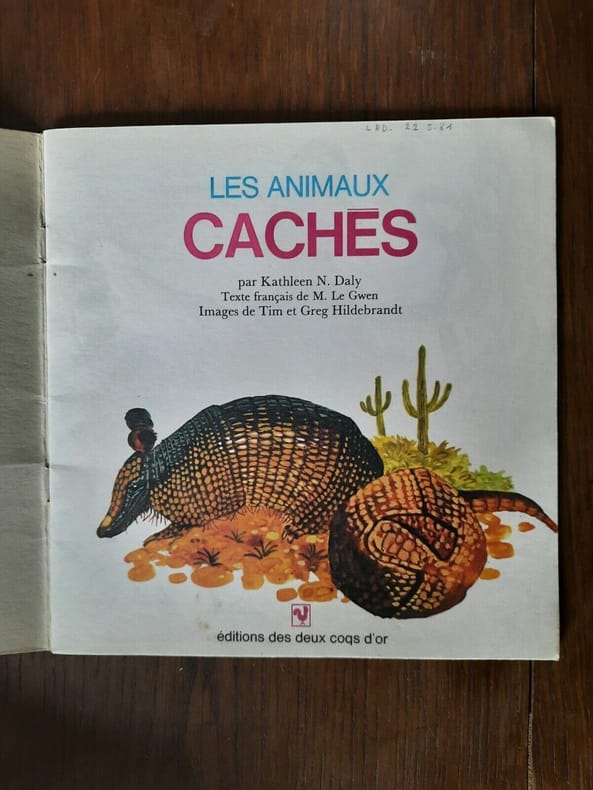 LES ANIMAUX
CACHÉS
par Kathleen N. Daly
Texte français de M. Le Gwen
Images de Tim et Greg Hildebrandt
éditions des deux coqs d'or